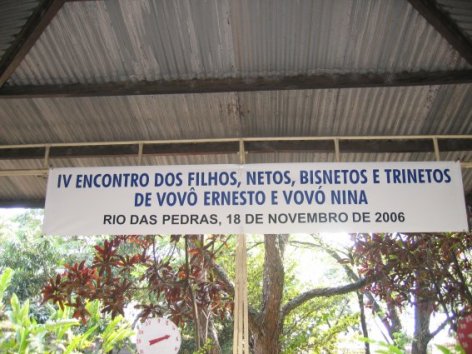 IV ENCONTRO DOS FILHOS, NETOS, BISNETOS E TRINETOS
DE VOVÔ ERNESTO E VOVÓ NINA
RIO DAS PEDRAS, 18 DE NOVEMBRO DE 2006